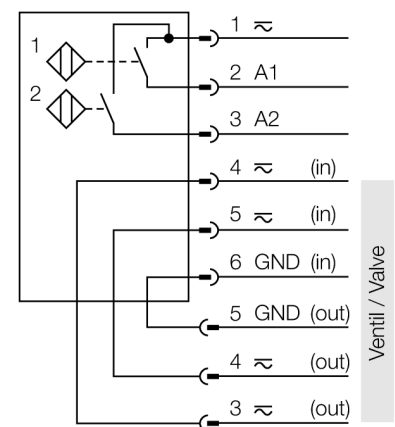 1 ⏦
1
2 A1
2
3 A2
4 ⏦ (in)
5 ⏦ (in)
6 GND (in)
5 GND (out)
4 ⏦ (out)
3 ⏦ (out)
Ventil / Valve